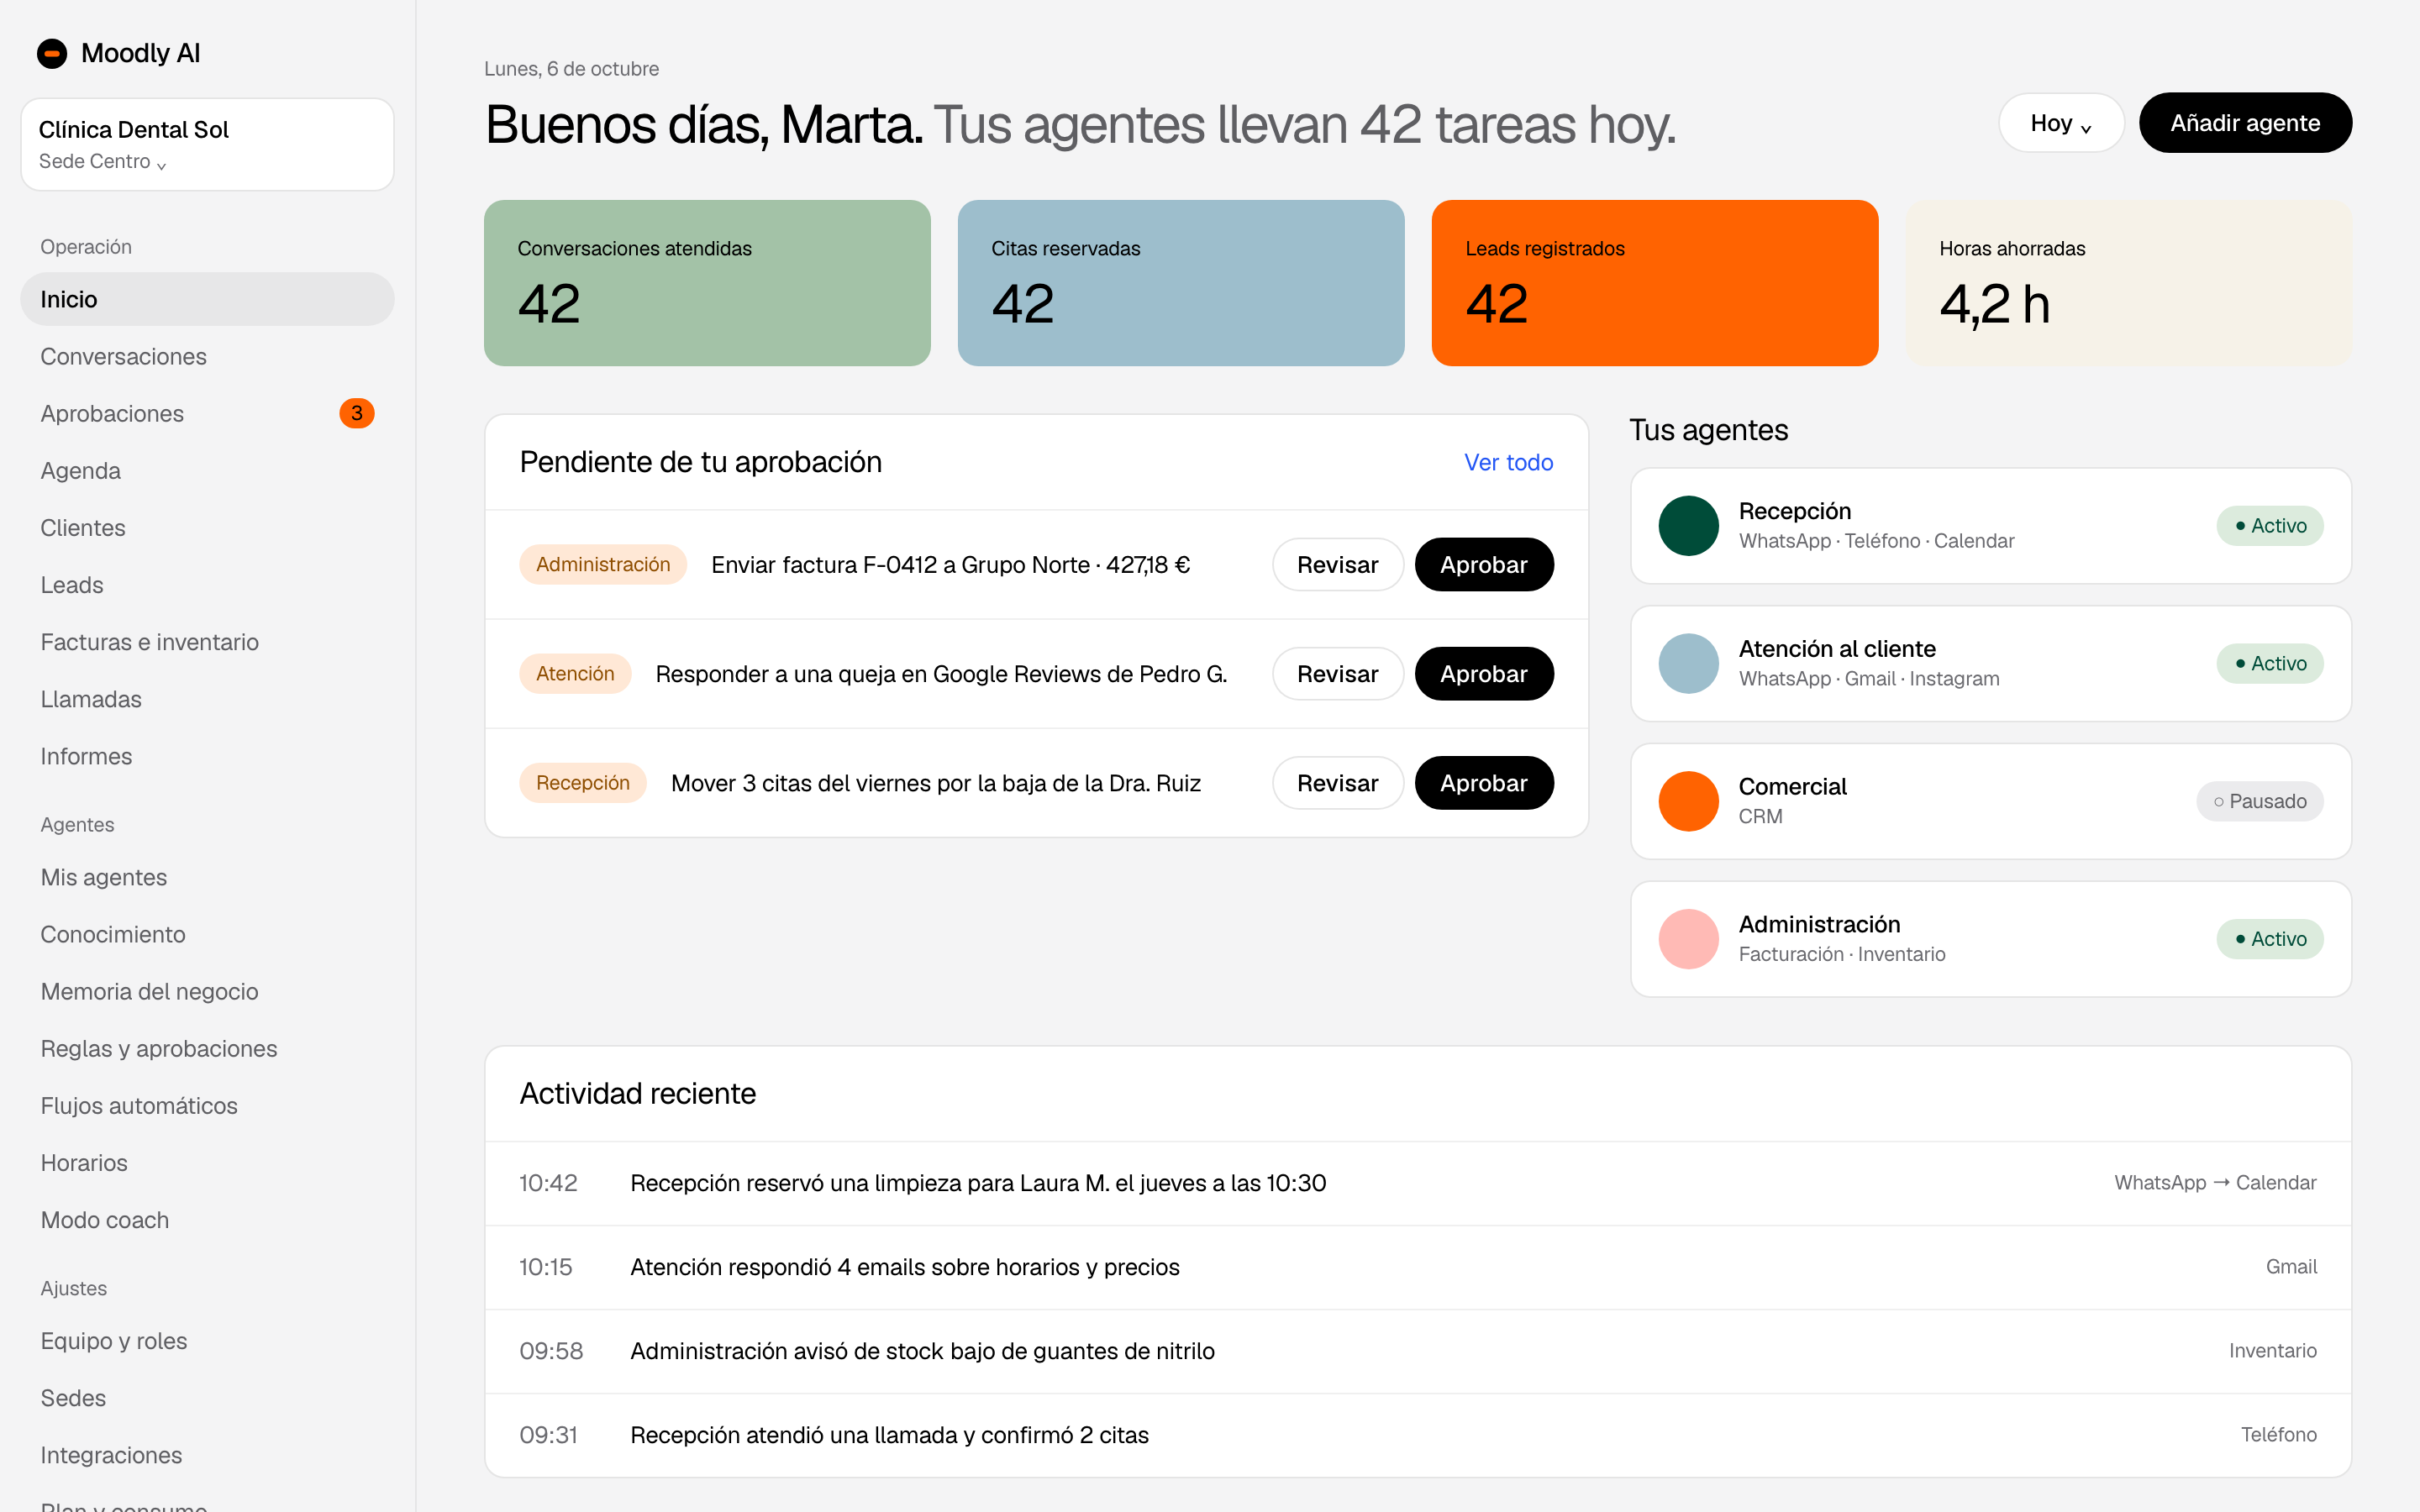 Moodly AI
Clínica Dental Sol
Sede Centro
Operación
Inicio
Conversaciones
Aprobaciones 3
Agenda
Clientes
Leads
Facturas e inventario
Llamadas
Informes
Agentes
Mis agentes
Conocimiento
Memoria del negocio
Reglas y aprobaciones
Flujos automáticos
Horarios
Modo coach
Ajustes
Equipo y roles
Sedes
Integraciones
Plan y consumo
Lunes, 6 de octubre
Buenos días, Marta. Tus agentes llevan 42 tareas hoy.
Hoy
Añadir agente
Conversaciones atendidas
42
Citas reservadas
42
Leads registrados
42
Horas ahorradas
4,2 h
Pendiente de tu aprobación
Ver todo
Administración Enviar factura F-0412 a Grupo Norte · 427,18 € Revisar Aprobar
Atención Responder a una queja en Google Reviews de Pedro G. Revisar Aprobar
Recepción Mover 3 citas del viernes por la baja de la Dra. Ruiz Revisar Aprobar
Tus agentes
Recepción
WhatsApp · Teléfono · Calendar
Activo
Atención al cliente
WhatsApp · Gmail · Instagram
Activo
Comercial
CRM
Pausado
Administración
Facturación · Inventario
Activo
Actividad reciente
10:42 Recepción reservó una limpieza para Laura M. el jueves a las 10:30 WhatsApp → Calendar
10:15 Atención respondió 4 emails sobre horarios y precios Gmail
09:58 Administración avisó de stock bajo de guantes de nitrilo Inventario
09:31 Recepción atendió una llamada y confirmó 2 citas Teléfono